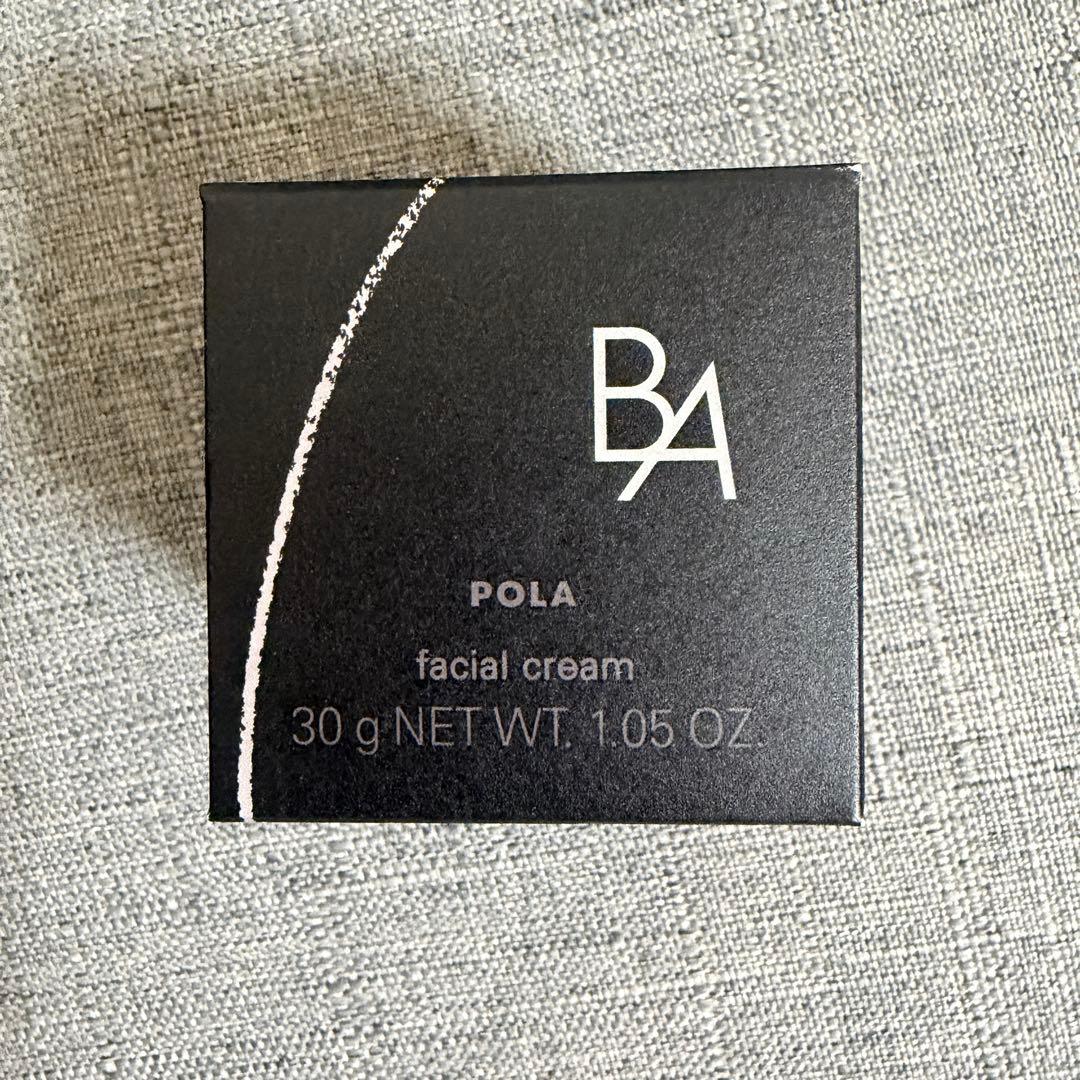 BA
POLA
facial cream
30 g NET WT. 1.05 OZ.